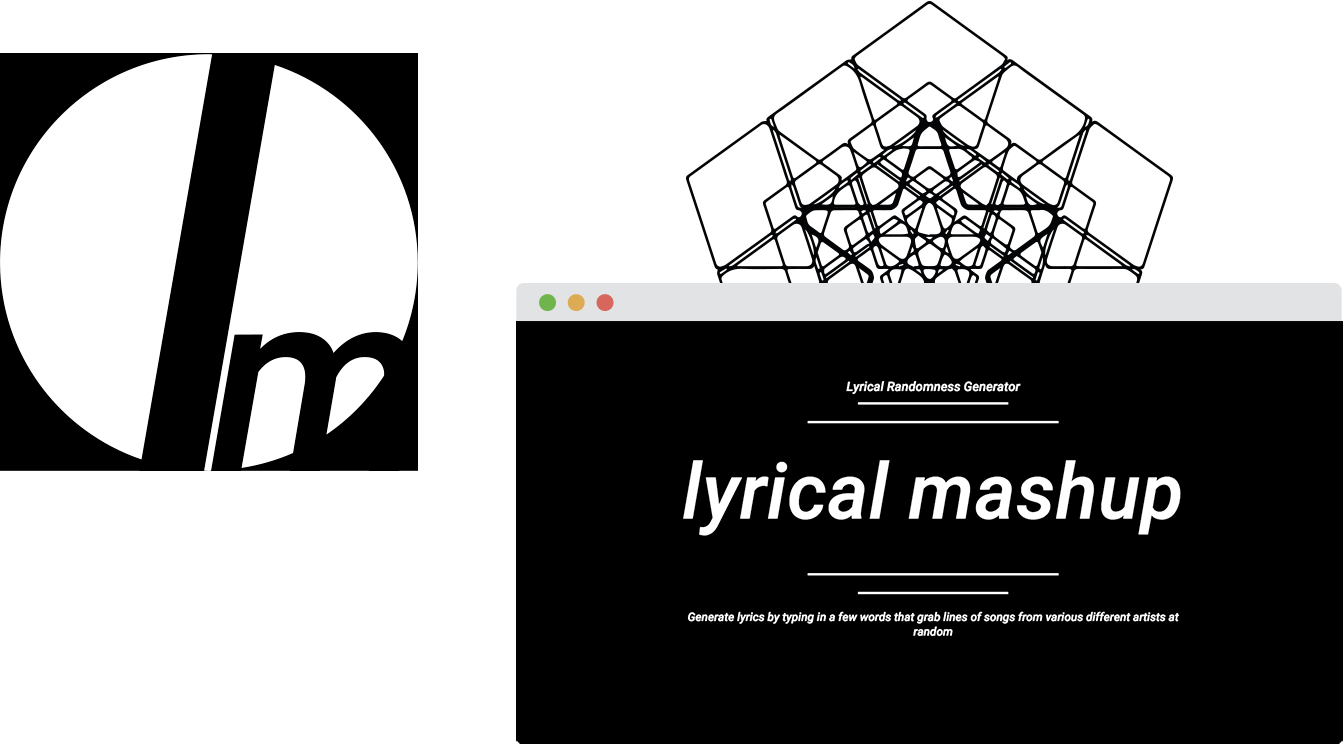 lm
Lyrical Randomness Generator
lyrical mashup
Generate lyrics by typing in a few words that grab lines of songs from various different artists at
random